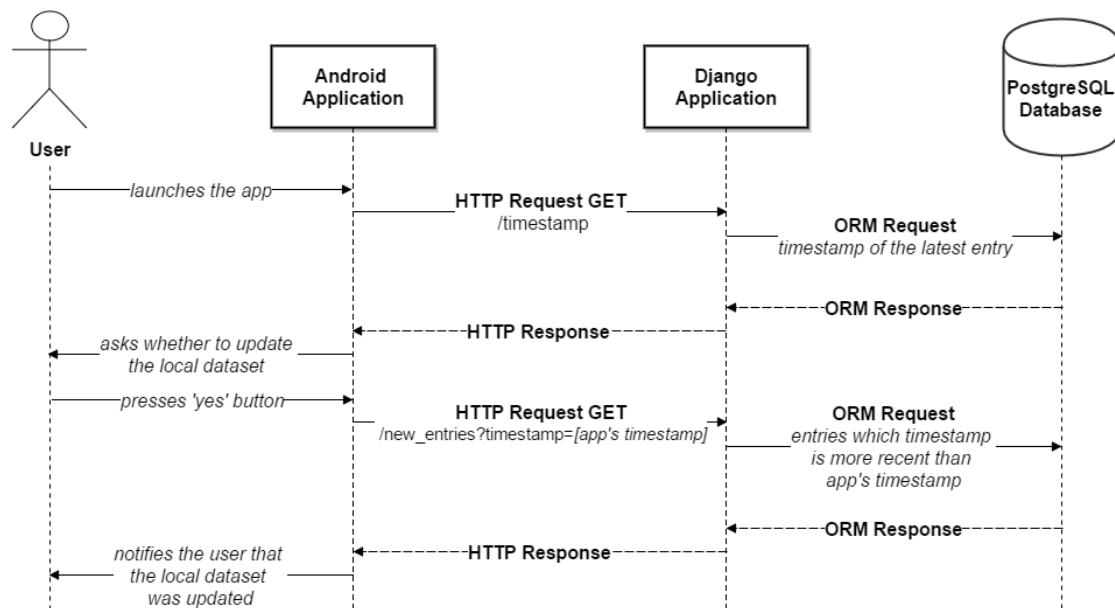 Android
Application
Django
Application
PostgreSQL
Database
User
launches the app
HTTP Request GET
/timestamp
ORM Request
timestamp of the latest entry
ORM Response
HTTP Response
asks whether to update
the local dataset
presses 'yes' button
HTTP Request GET
/new_entries?timestamp=[app's timestamp]
ORM Request
entries which timestamp
is more recent than
app's timestamp
ORM Response
HTTP Response
notifies the user that
the local dataset
was updated